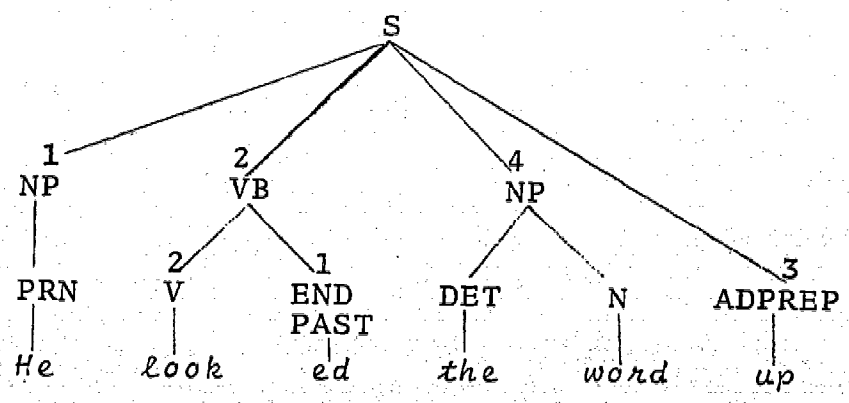 S
1 2 4
NP VB NP
2 1 3
PRN V END DET N ADPREP
PAST
He look ed the word up